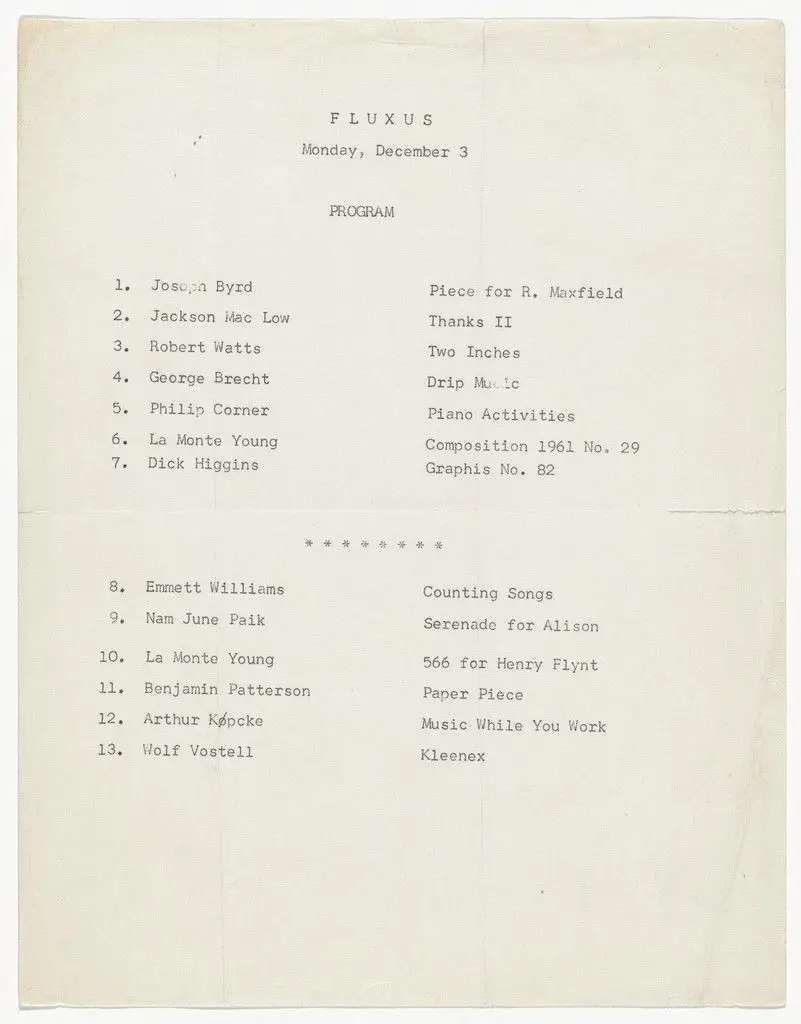 F L U X U S
Monday, December 3
PROGRAM
1. Joseph Byrd Piece for R. Maxfield
2. Jackson Mac Low Thanks II
3. Robert Watts Two Inches
4. George Brecht Drip Music
5. Philip Corner Piano Activities
6. La Monte Young Composition 1961 No. 29
7. Dick Higgins Graphis No. 82
* * * * * * * *
8. Emmett Williams Counting Songs
9. Nam June Paik Serenade for Alison
10. La Monte Young 566 for Henry Flynt
11. Benjamin Patterson Paper Piece
12. Arthur Køpcke Music While You Work
13. Wolf Vostell Kleenex